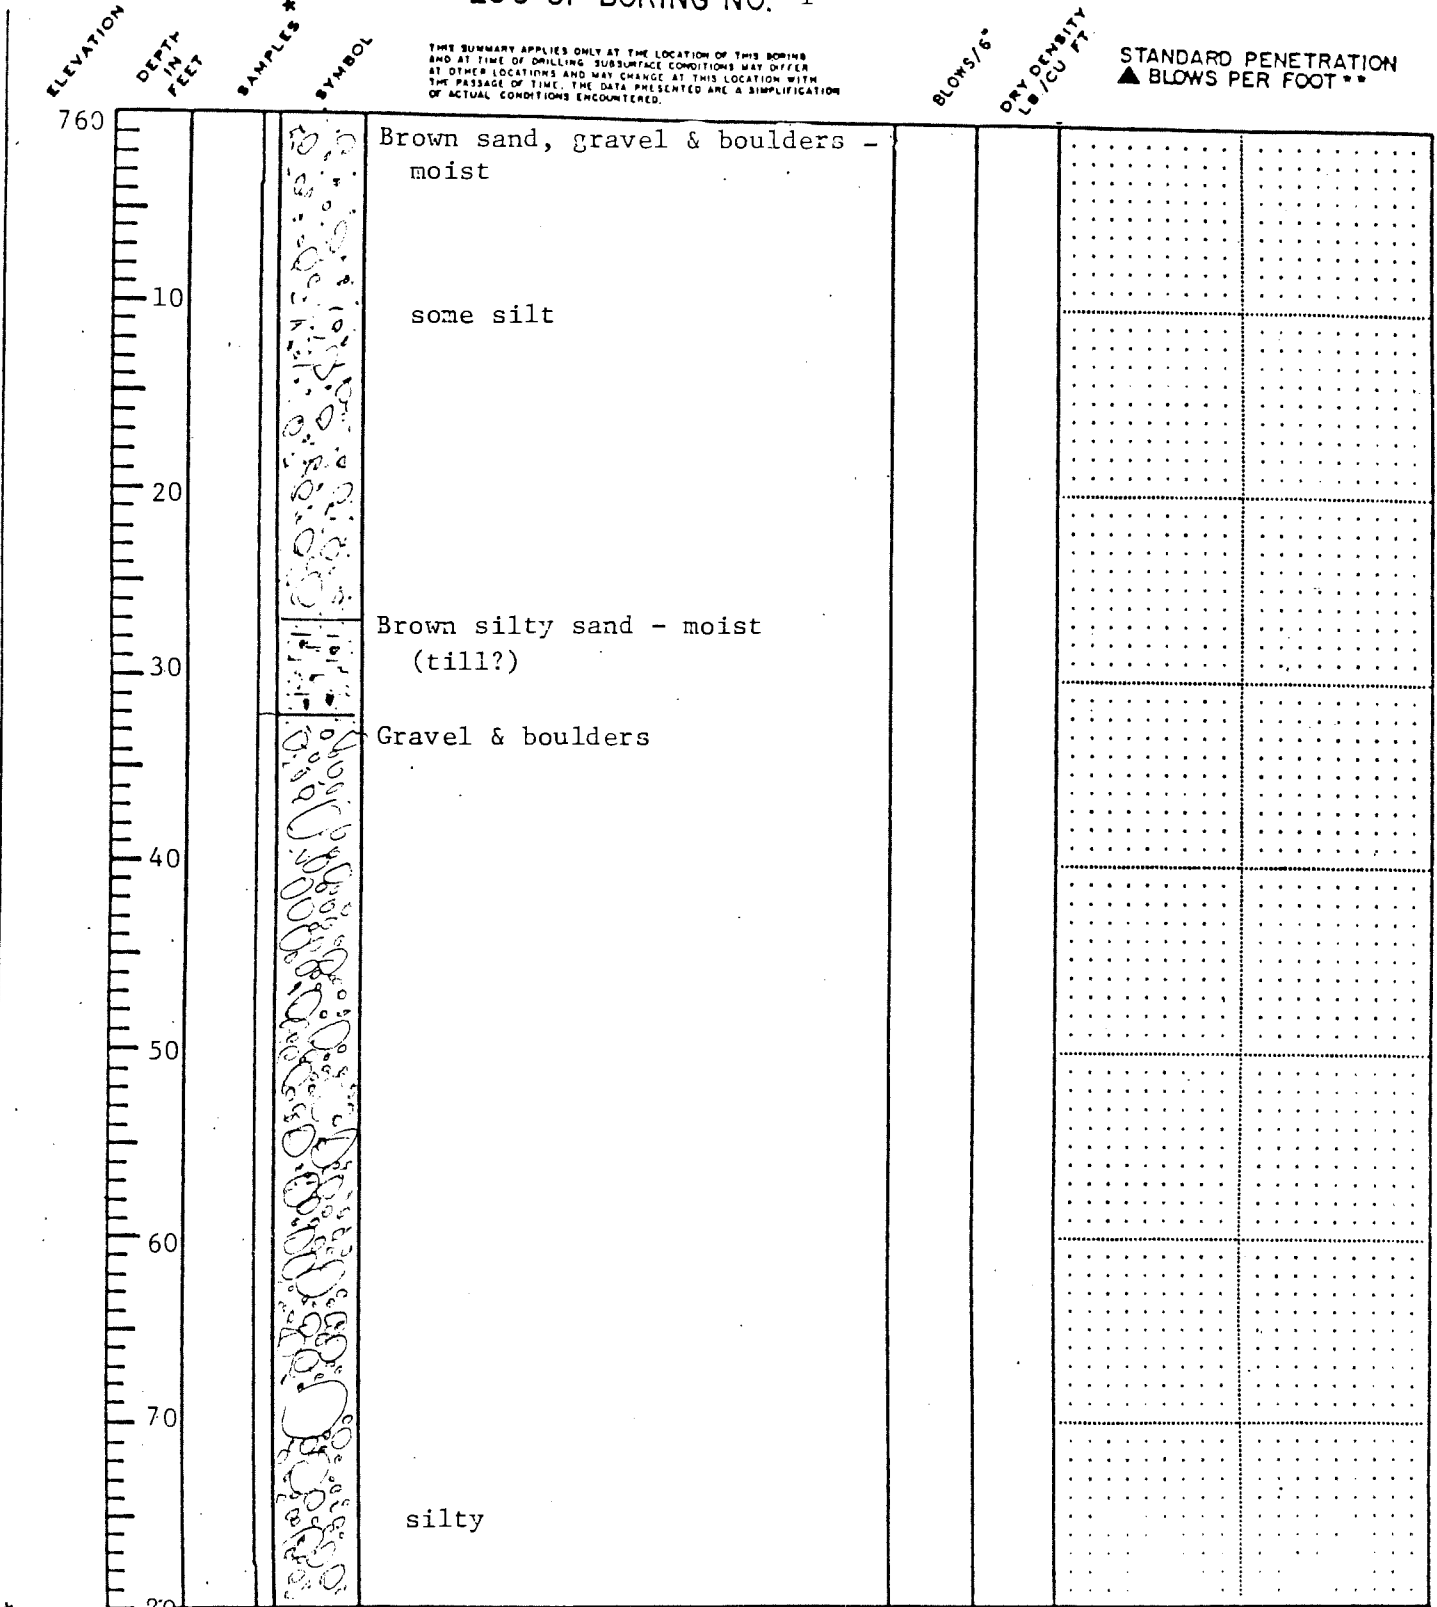 LOG OF BORING NO. 1
ELEVATION
DEPTH
IN
FEET
SAMPLES *
SYMBOL
THIS SUMMARY APPLIES ONLY AT THE LOCATION OF THIS BORING
AND AT TIME OF DRILLING. SUBSURFACE CONDITIONS MAY DIFFER
AT OTHER LOCATIONS AND MAY CHANGE AT THIS LOCATION WITH
THE PASSAGE OF TIME. THE DATA PRESENTED ARE A SIMPLIFICATION
OF ACTUAL CONDITIONS ENCOUNTERED.
BLOWS/6"
DRY DENSITY
LB./CU FT.
STANDARD PENETRATION
▲ BLOWS PER FOOT**
760
Brown sand, gravel & boulders -
moist
10
some silt
20
Brown silty sand - moist
(till?)
30
Gravel & boulders
40
50
60
70
silty
80